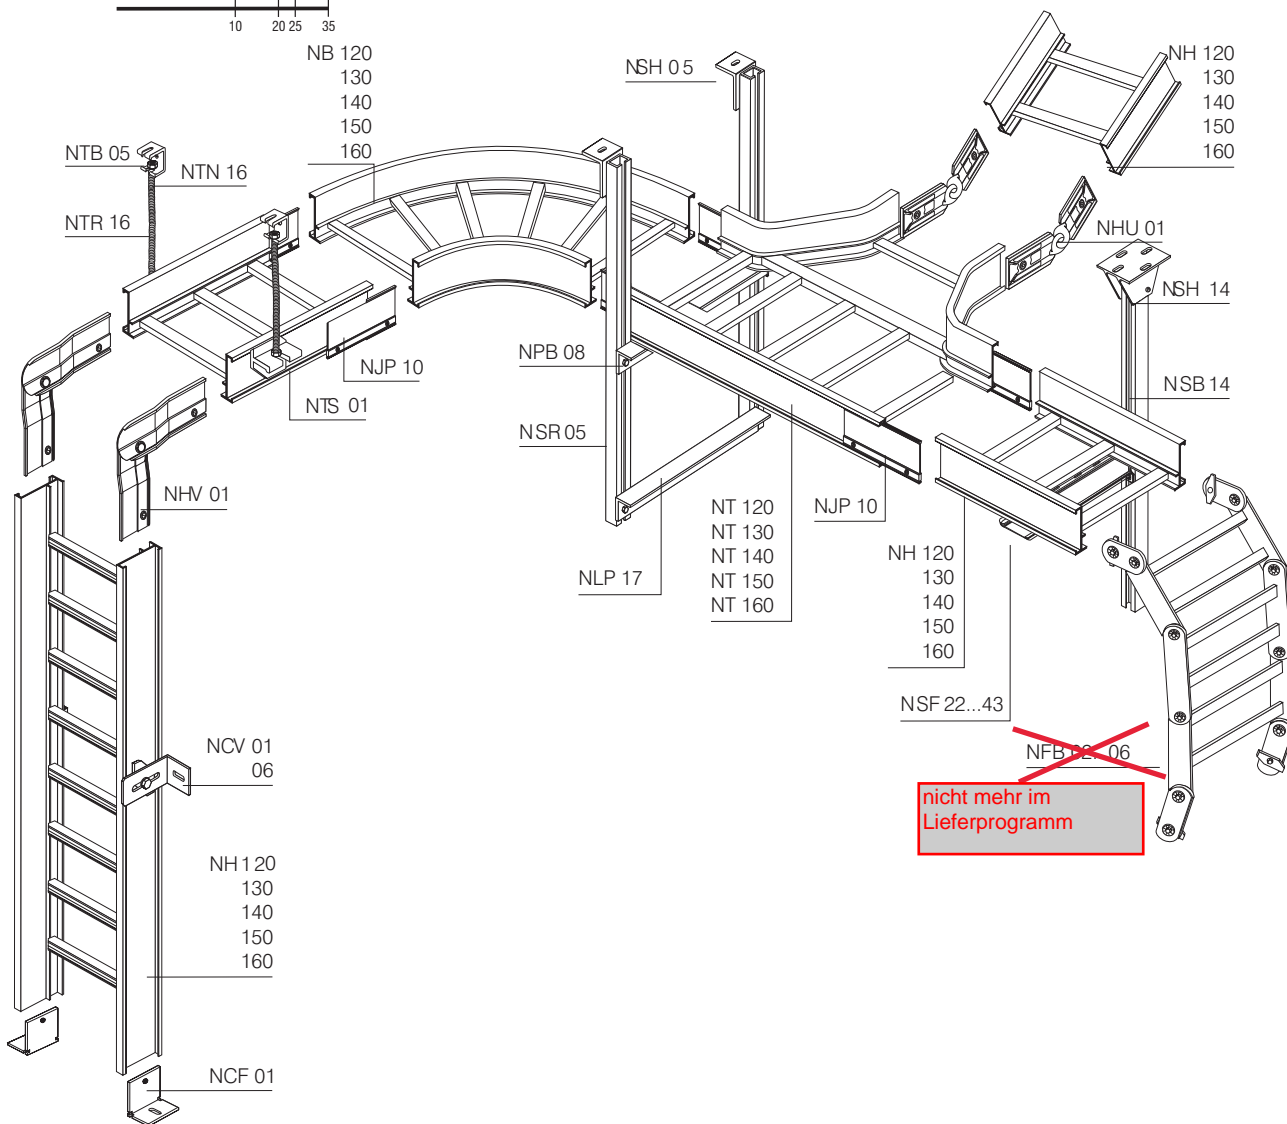 10 20 25 35
NB 120
130
140
150
160
NSH 05
NH 120
130
140
150
160
NTB 05
NTN 16
NTR 16
NHU 01
NSH 14
NJP 10
NPB 08
NTS 01
NSB 14
NSR 05
NHV 01
NT 120
NT 130
NT 140
NT 150
NT 160
NJP 10
NLP 17
NH 120
130
140
150
160
NSF 22...43
NFB 02...06
nicht mehr im
Lieferprogramm
NCV 01
06
NH 120
130
140
150
160
NCF 01